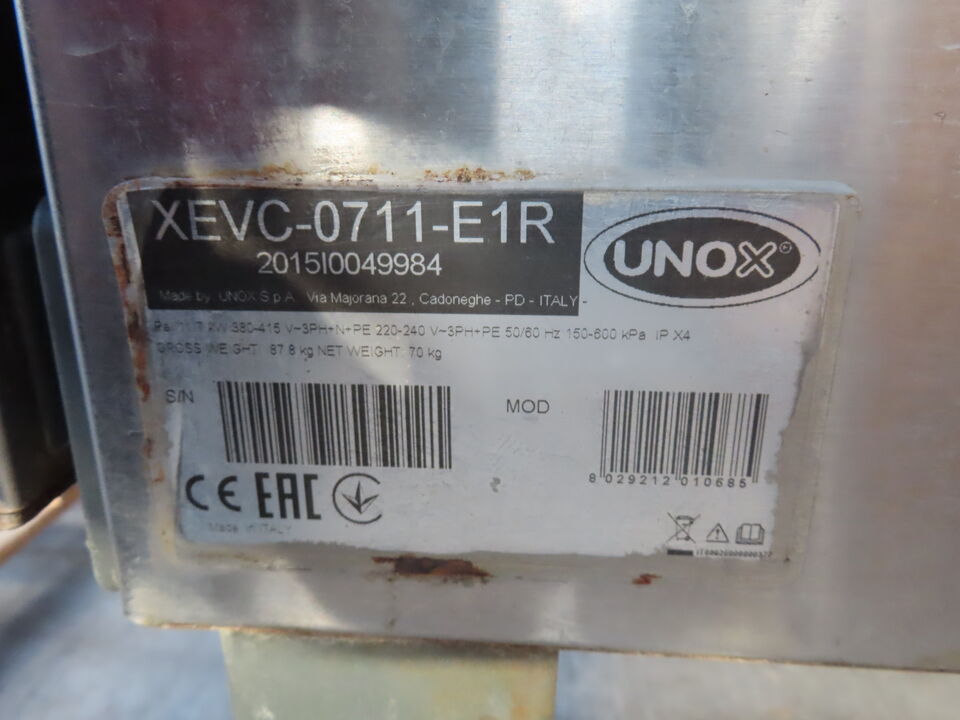 XEVC-0711-E1R
2015I0049984
UNOX®
Made by: UNOX S.p.A. Via Majorana 22 , Cadoneghe - PD - ITALY -
kW 380-415 V~3PH+N+PE 220-240 V~3PH+PE 50/60 Hz 150-600 kPa IP X4
GROSS WEIGHT: 87.8 kg NET WEIGHT: 70 kg
S/N
MOD
8 029212 010685
CE EAC
Made in ITALY